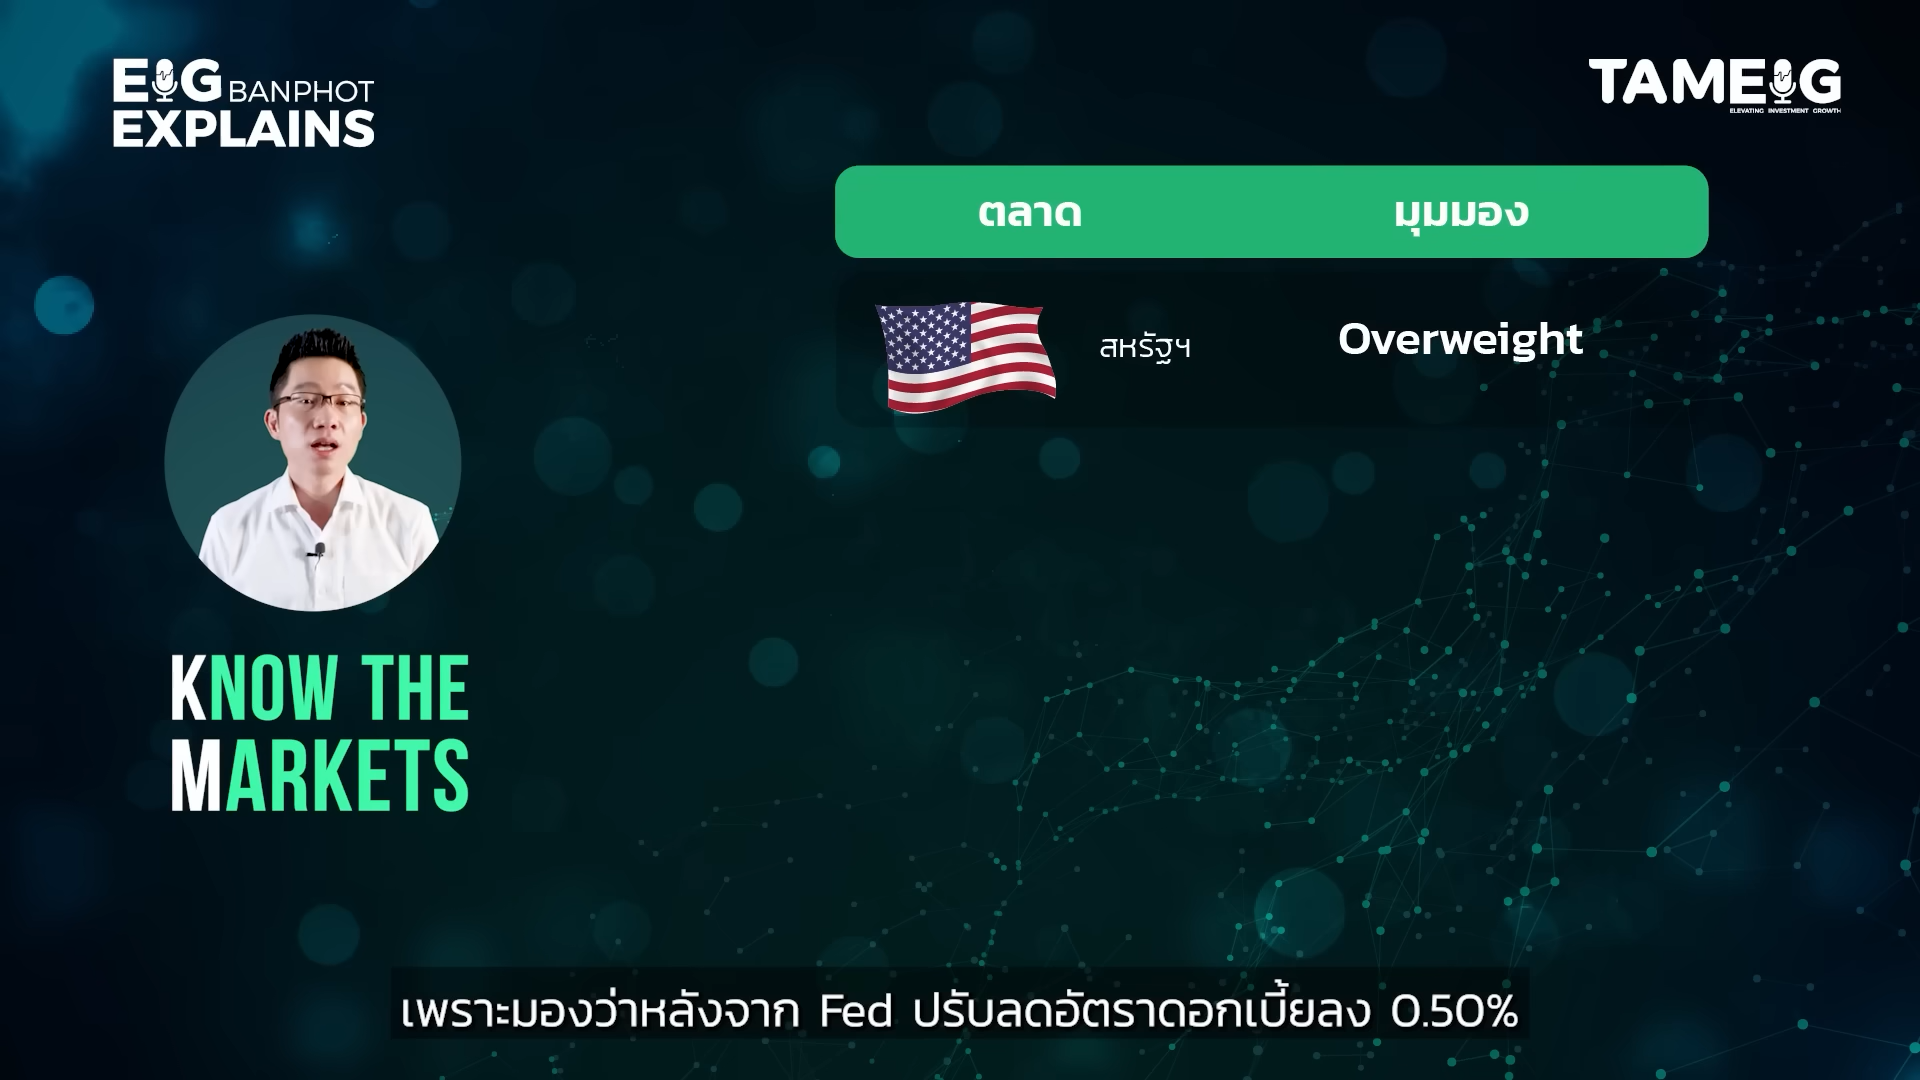 EIG BANPHOT
EXPLAINS
TAMEIG
ELEVATING INVESTMENT GROWTH
ตลาด มุมมอง
สหรัฐฯ Overweight
KNOW THE
MARKETS
เพราะมองว่าหลังจาก Fed ปรับลดอัตราดอกเบี้ยลง 0.50%